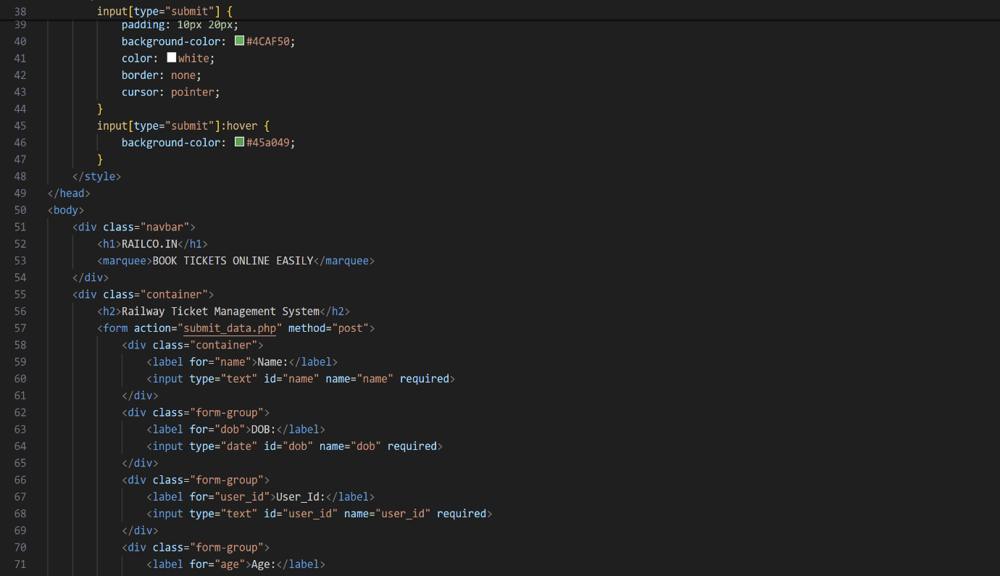 38 input[type="submit"] {
39 padding: 10px 20px;
40 background-color: #4CAF50;
41 color: white;
42 border: none;
43 cursor: pointer;
44 }
45 input[type="submit"]:hover {
46 background-color: #45a049;
47 }
48 </style>
49 </head>
50 <body>
51 <div class="navbar">
52 <h1>RAILCO.IN</h1>
53 <marquee>BOOK TICKETS ONLINE EASILY</marquee>
54 </div>
55 <div class="container">
56 <h2>Railway Ticket Management System</h2>
57 <form action="submit_data.php" method="post">
58 <div class="container">
59 <label for="name">Name:</label>
60 <input type="text" id="name" name="name" required>
61 </div>
62 <div class="form-group">
63 <label for="dob">DOB:</label>
64 <input type="date" id="dob" name="dob" required>
65 </div>
66 <div class="form-group">
67 <label for="user_id">User_Id:</label>
68 <input type="text" id="user_id" name="user_id" required>
69 </div>
70 <div class="form-group">
71 <label for="age">Age:</label>